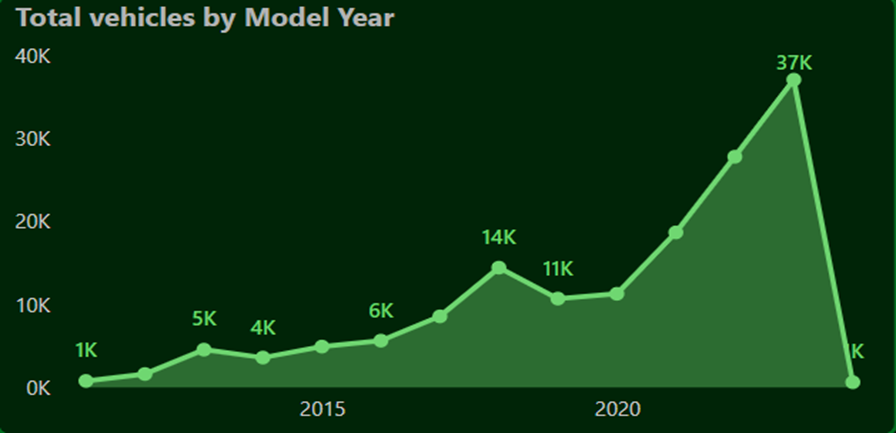 Total vehicles by Model Year
40K
37K
30K
20K
14K
11K
10K
6K
5K
4K
1K
0K
2015
2020